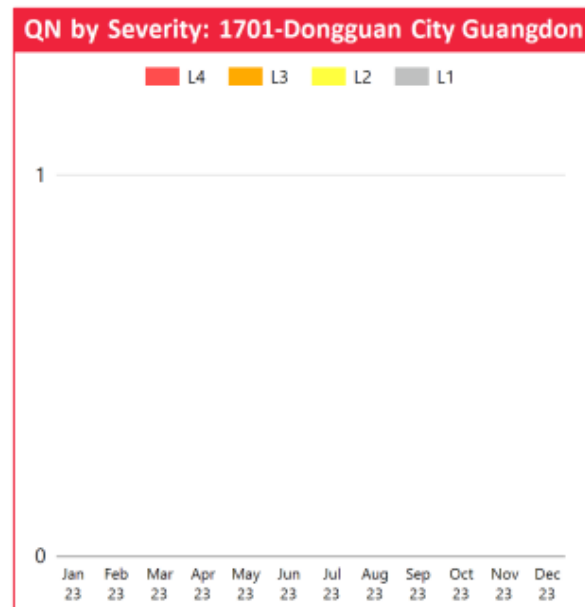 QN by Severity: 1701-Dongguan City Guangdon
L4 L3 L2 L1
1
0
Jan Feb Mar Apr May Jun Jul Aug Sep Oct Nov Dec
23 23 23 23 23 23 23 23 23 23 23 23